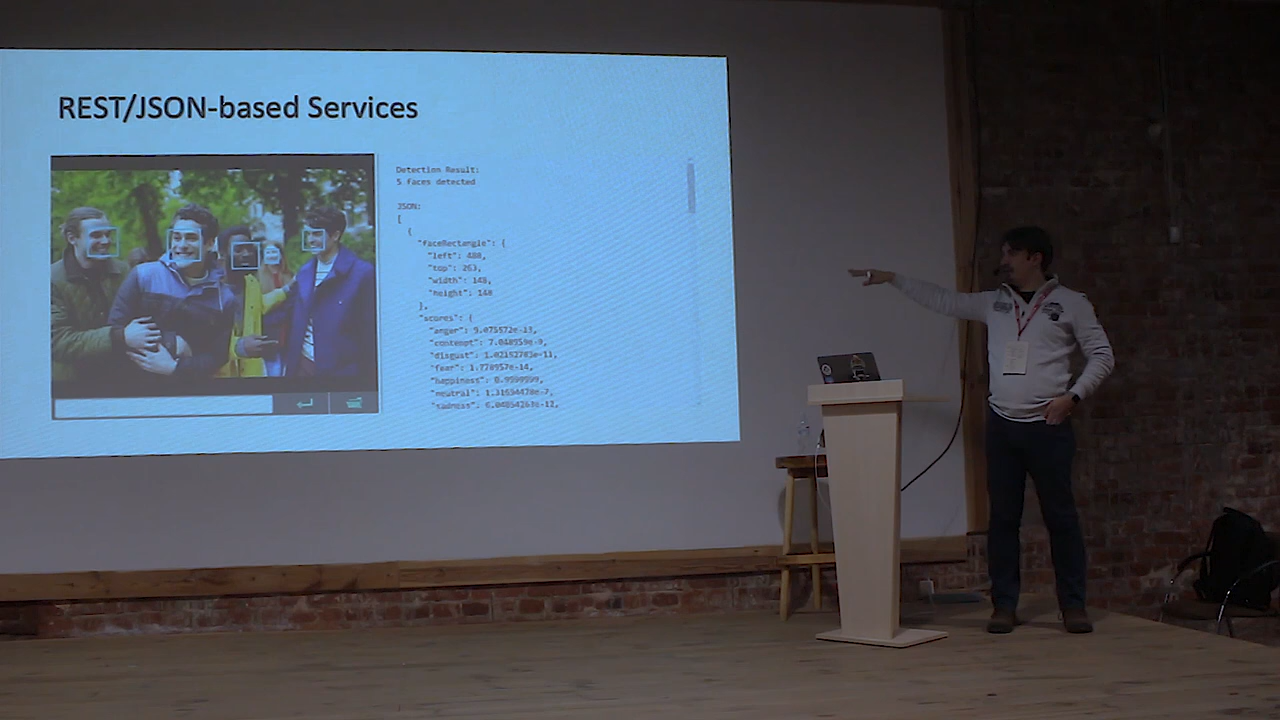 REST/JSON-based Services
Detection Result:
5 faces detected
JSON:
[
{
"faceRectangle": {
"left": 488,
"top": 263,
"width": 148,
"height": 148
},
"scores": {
"anger": 9.075572e-13,
"contempt": 7.048959e-9,
"disgust": 1.02152783e-11,
"fear": 1.778957e-14,
"happiness": 0.9999999,
"neutral": 1.31694478e-7,
"sadness": 6.04054263e-12,